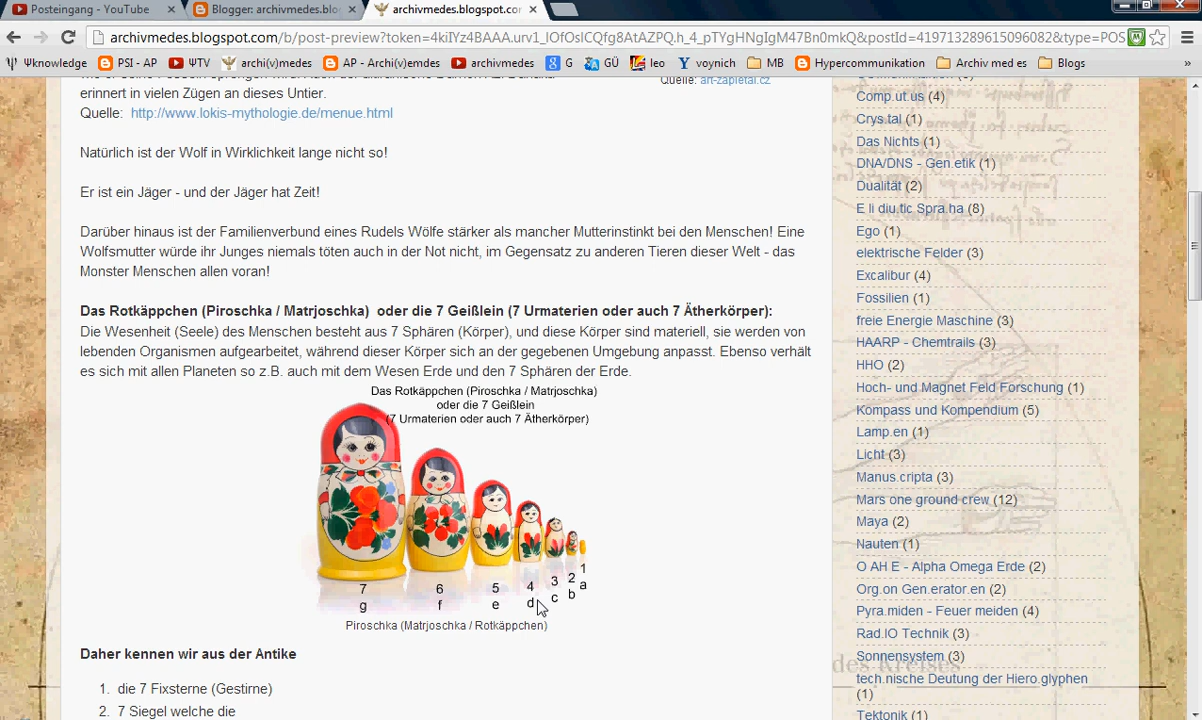 Posteingang - YouTube
Blogger: archivmedes.blo
archivmedes.blogspot.co
archivmedes.blogspot.com/b/post-preview?token=4kiIYz4BAAA.urv1_IOfOslCQfg8AtAZPQ.h_4_pTYgHNgIgM47Bn0mkQ&postId=419713289615096082&type=POS
Ψknowledge
PSI - AP
ΨTV
archi(v)medes
AP - Archi(v)emdes
archivmedes
G
GÜ
leo
voynich
MB
Hypercommunikation
Archiv med es
Blogs
»
erinnert in vielen Zügen an dieses Untier.
Quelle: http://www.lokis-mythologie.de/menue.html
Quelle: art-zapletal.cz
Natürlich ist der Wolf in Wirklichkeit lange nicht so!
Er ist ein Jäger - und der Jäger hat Zeit!
Darüber hinaus ist der Familienverbund eines Rudels Wölfe stärker als mancher Mutterinstinkt bei den Menschen! Eine
Wolfsmutter würde ihr Junges niemals töten auch in der Not nicht, im Gegensatz zu anderen Tieren dieser Welt - das
Monster Menschen allen voran!
Das Rotkäppchen (Piroschka / Matrjoschka) oder die 7 Geißlein (7 Urmaterien oder auch 7 Ätherkörper):
Die Wesenheit (Seele) des Menschen besteht aus 7 Sphären (Körper), und diese Körper sind materiell, sie werden von
lebenden Organismen aufgearbeitet, während dieser Körper sich an der gegebenen Umgebung anpasst. Ebenso verhält
es sich mit allen Planeten so z.B. auch mit dem Wesen Erde und den 7 Sphären der Erde.
Das Rotkäppchen (Piroschka / Matrjoschka)
oder die 7 Geißlein
(7 Urmaterien oder auch 7 Ätherkörper)
7 6 5 4 3 2 1
g f e d c b a
Piroschka (Matrjoschka / Rotkäppchen)
Daher kennen wir aus der Antike
1. die 7 Fixsterne (Gestirne)
2. 7 Siegel welche die
Comp.ut.us (4)
Crys.tal (1)
Das Nichts (1)
DNA/DNS - Gen.etik (1)
Dualität (2)
E li diu.tic Spra.ha (8)
Ego (1)
elektrische Felder (3)
Excalibur (4)
Fossilien (1)
freie Energie Maschine (3)
HAARP - Chemtrails (3)
HHO (2)
Hoch- und Magnet Feld Forschung (1)
Kompass und Kompendium (5)
Lamp.en (1)
Licht (3)
Manus.cripta (3)
Mars one ground crew (12)
Maya (2)
Nauten (1)
O AH E - Alpha Omega Erde (2)
Org.on Gen.erator.en (2)
Pyra.miden - Feuer meiden (4)
Rad.IO Technik (3)
Sonnensystem (3)
des Kreises
tech.nische Deutung der Hiero.glyphen
(1)
Tektonik (1)